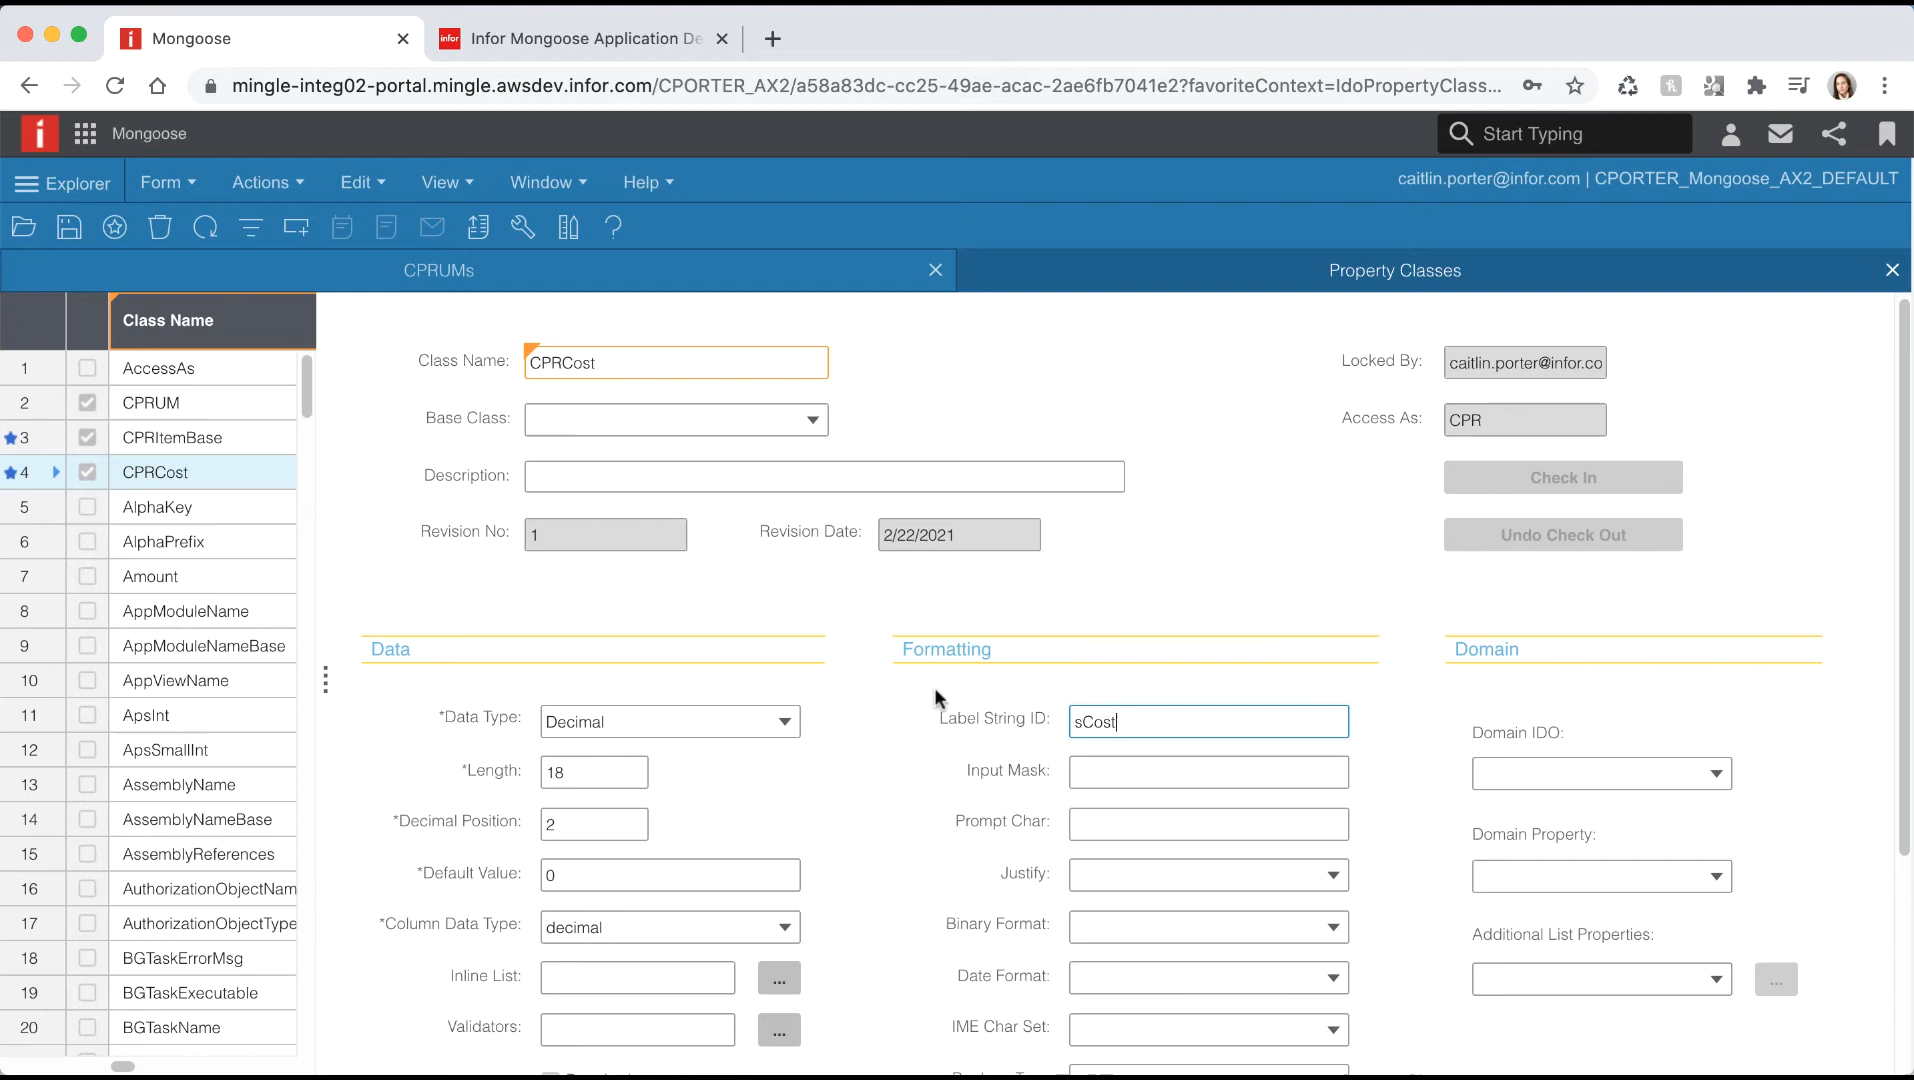 Mongoose
infor Infor Mongoose Application De
mingle-integ02-portal.mingle.awsdev.infor.com/CPORTER_AX2/a58a83dc-cc25-49ae-acac-2ae6fb7041e2?favoriteContext=IdoPropertyClass...
Mongoose
Start Typing
Explorer
Form
Actions
Edit
View
Window
Help
caitlin.porter@infor.com | CPORTER_Mongoose_AX2_DEFAULT
CPRUMs
Property Classes
Class Name
1 AccessAs
2 CPRUM
3 CPRItemBase
4 CPRCost
5 AlphaKey
6 AlphaPrefix
7 Amount
8 AppModuleName
9 AppModuleNameBase
10 AppViewName
11 ApsInt
12 ApsSmallInt
13 AssemblyName
14 AssemblyNameBase
15 AssemblyReferences
16 AuthorizationObjectNam
17 AuthorizationObjectType
18 BGTaskErrorMsg
19 BGTaskExecutable
20 BGTaskName
Class Name: CPRCost
Base Class:
Description:
Revision No: 1
Revision Date: 2/22/2021
Locked By: caitlin.porter@infor.co
Access As: CPR
Check In
Undo Check Out
Data
*Data Type: Decimal
*Length: 18
*Decimal Position: 2
*Default Value: 0
*Column Data Type: decimal
Inline List: ...
Validators: ...
Formatting
Label String ID: sCost
Input Mask:
Prompt Char:
Justify:
Binary Format:
Date Format:
IME Char Set:
Domain
Domain IDO:
Domain Property:
Additional List Properties:
...